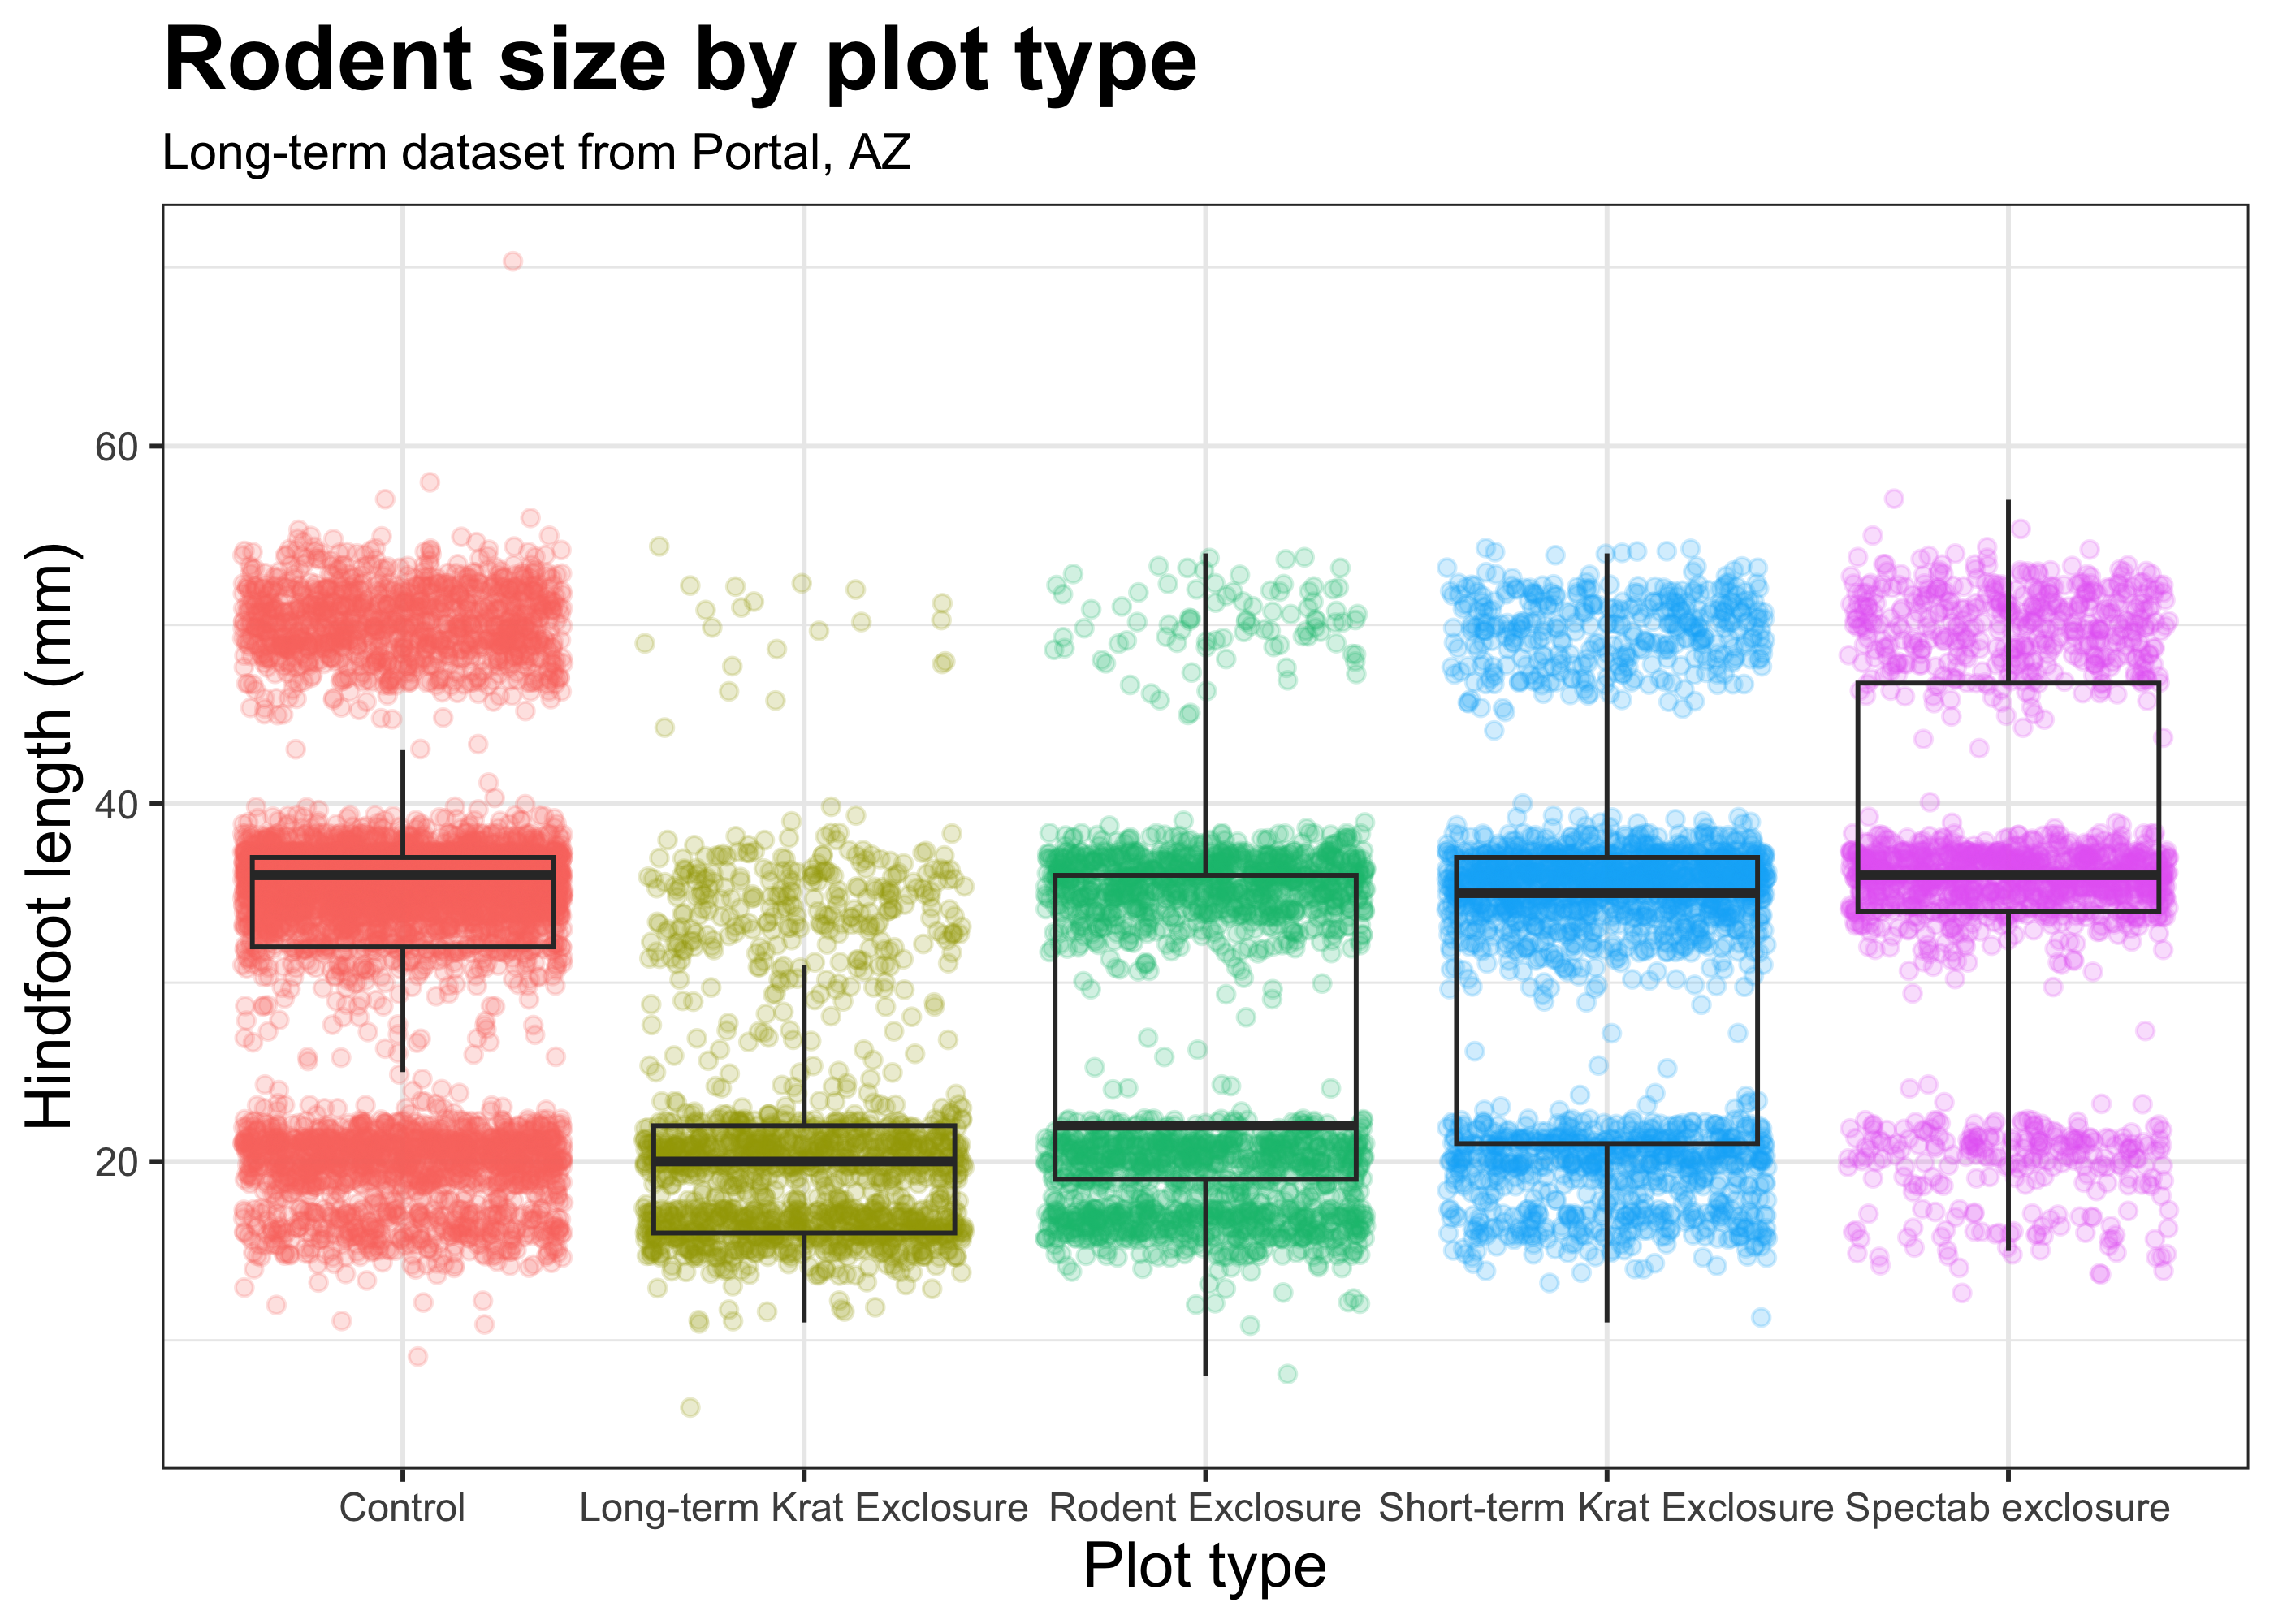 Rodent size by plot type
Long-term dataset from Portal, AZ
Hindfoot length (mm)
60
40
20
Control Long-term Krat Exclosure Rodent Exclosure Short-term Krat Exclosure Spectab exclosure
Plot type